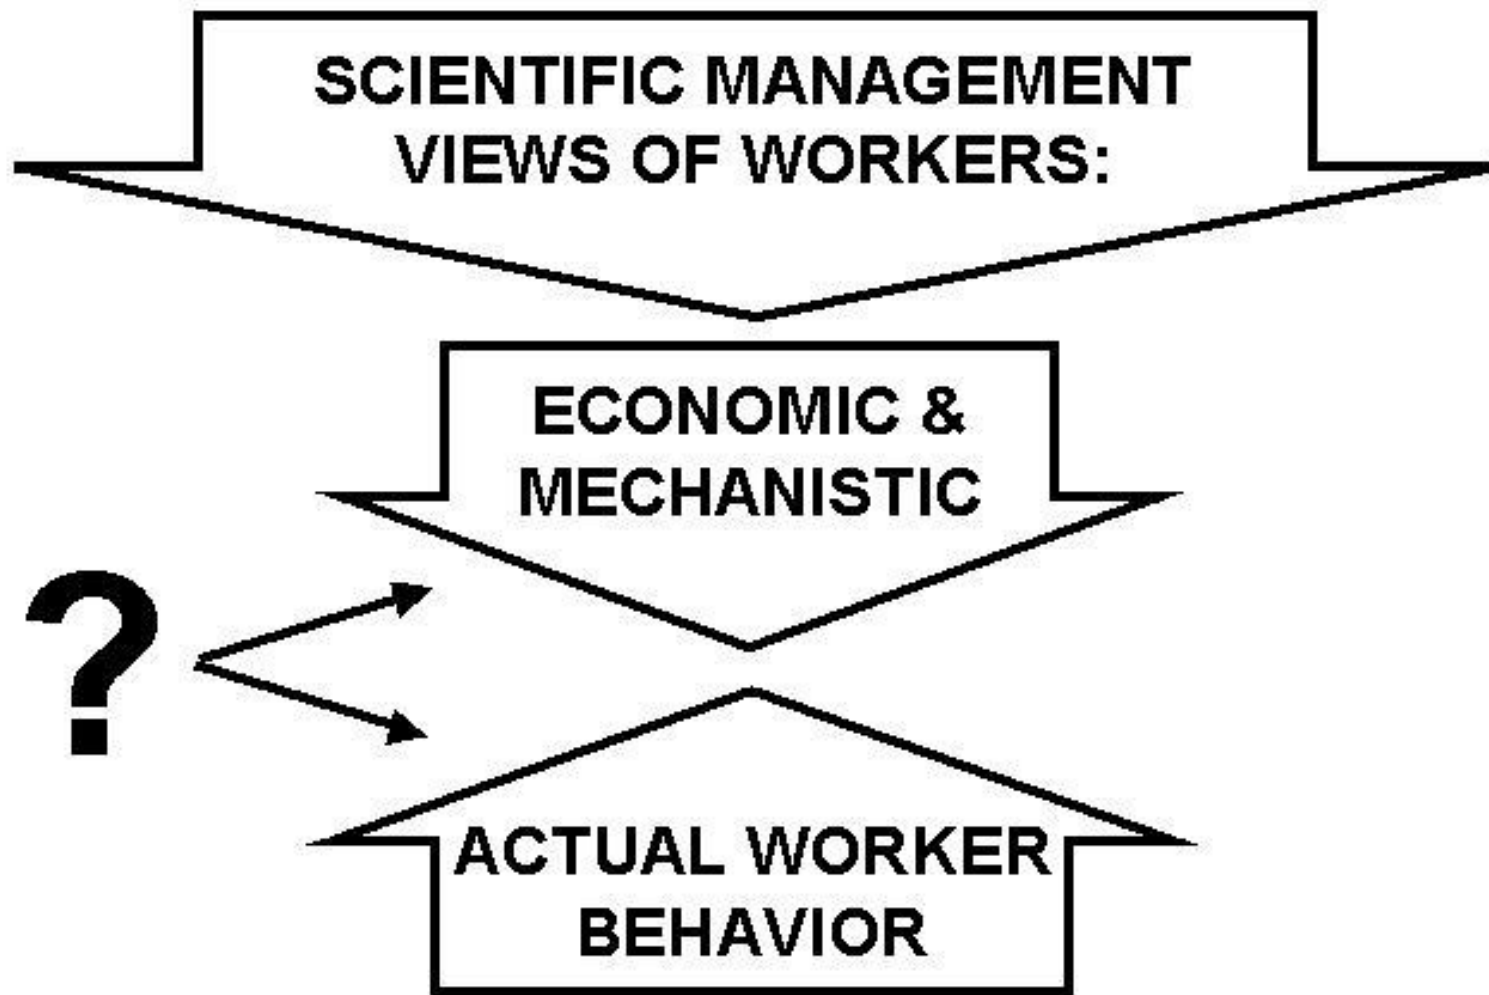 SCIENTIFIC MANAGEMENT
VIEWS OF WORKERS:
ECONOMIC &
MECHANISTIC
?
ACTUAL WORKER
BEHAVIOR